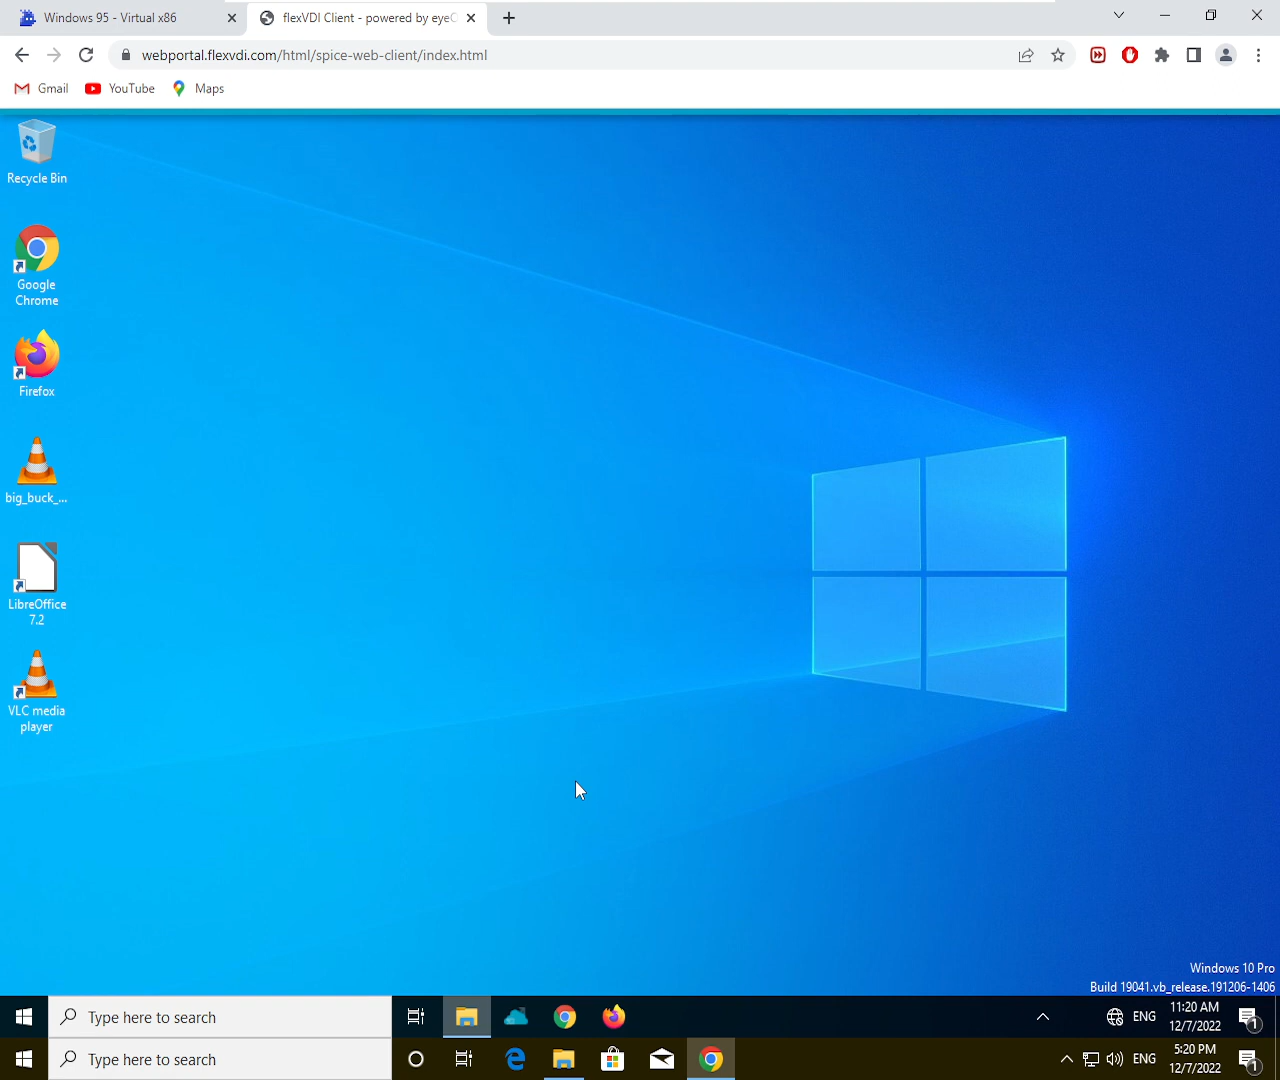 Windows 95 - Virtual x86
flexVDI Client - powered by eyeO
webportal.flexvdi.com/html/spice-web-client/index.html
Gmail
YouTube
Maps
Recycle Bin
Google
Chrome
Firefox
big_buck_...
LibreOffice
7.2
VLC media
player
Windows 10 Pro
Build 19041.vb_release.191206-1406
Type here to search
ENG
11:20 AM
12/7/2022
1
Type here to search
ENG
5:20 PM
12/7/2022
1